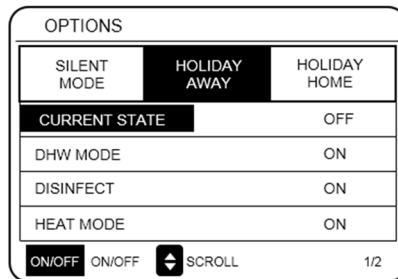 OPTIONS
SILENT MODE
HOLIDAY AWAY
HOLIDAY HOME
CURRENT STATE OFF
DHW MODE ON
DISINFECT ON
HEAT MODE ON
ON/OFF ON/OFF SCROLL 1/2